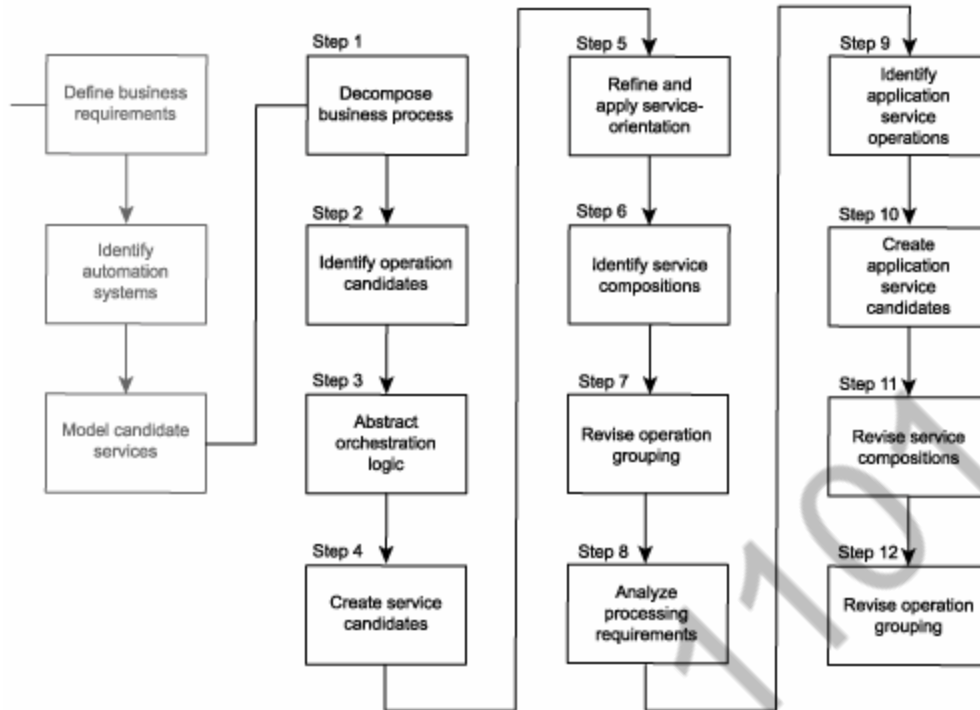 Define business
requirements
Identify
automation
systems
Model candidate
services
Step 1
Decompose
business process
Step 2
Identify operation
candidates
Step 3
Abstract
orchestration
logic
Step 4
Create service
candidates
Step 5
Refine and
apply service-
orientation
Step 6
Identify service
compositions
Step 7
Revise operation
grouping
Step 8
Analyze
processing
requirements
Step 9
Identify
application
service
operations
Step 10
Create
application
service
candidates
Step 11
Revise service
compositions
Step 12
Revise operation
grouping
1101